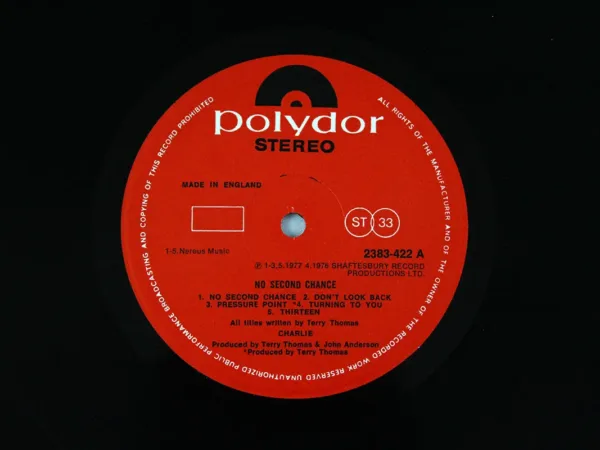 polydor
STEREO
MADE IN ENGLAND
ST 33
2383-422 A
1-5.Nereus Music
℗ 1-3,5-1977 4.1976 SHAFTESBURY RECORD
PRODUCTIONS LTD.
NO SECOND CHANCE
1. NO SECOND CHANCE 2. DON'T LOOK BACK
3. PRESSURE POINT *4. TURNING TO YOU
5. THIRTEEN
All titles written by Terry Thomas
CHARLIE
Produced by Terry Thomas & John Anderson
*Produced by Terry Thomas
ALL RIGHTS OF THE MANUFACTURER AND OF THE OWNER OF THE RECORDED WORK RESERVED UNAUTHORIZED PUBLIC PERFORMANCE BROADCASTING AND COPYING OF THIS RECORD PROHIBITED